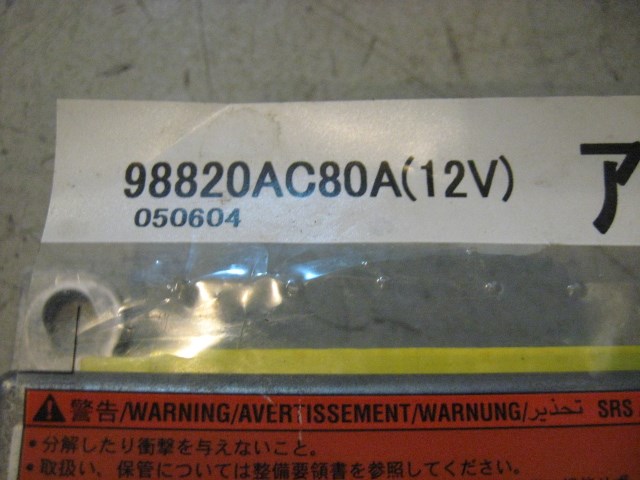 98820AC80A(12V)
ア
050604
警告/WARNING/AVERTISSEMENT/WARNUNG/تحذير SRS
・分解したり衝撃を与えないこと。
・取扱い、保管については整備要領書を参照してください。